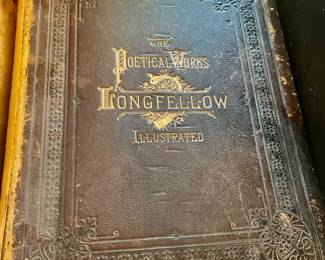 THE
POETICAL WORKS
OF
LONGFELLOW
ILLUSTRATED